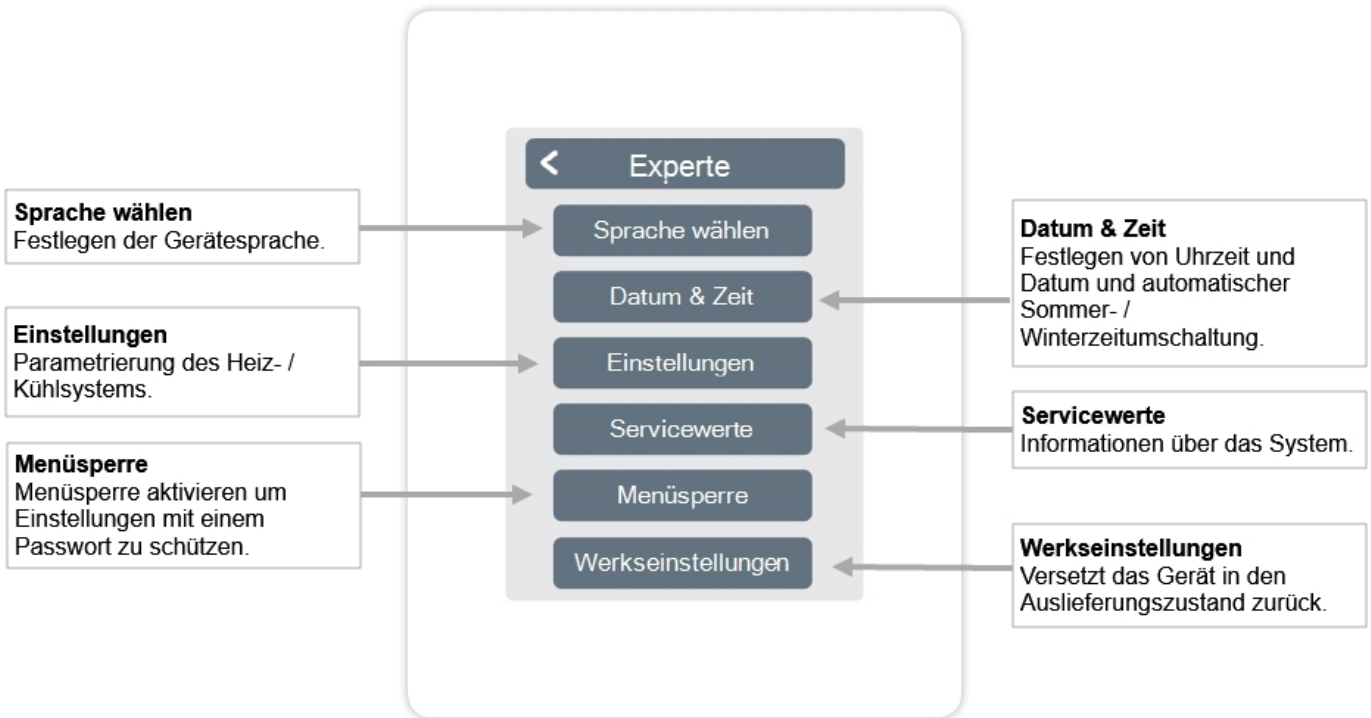 Experte
Sprache wählen
Datum & Zeit
Einstellungen
Servicewerte
Menüsperre
Werkseinstellungen
Sprache wählen
Festlegen der Gerätesprache.
Einstellungen
Parametrierung des Heiz- /
Kühlsystems.
Menüsperre
Menüsperre aktivieren um
Einstellungen mit einem
Passwort zu schützen.
Datum & Zeit
Festlegen von Uhrzeit und
Datum und automatischer
Sommer- /
Winterzeitumschaltung.
Servicewerte
Informationen über das System.
Werkseinstellungen
Versetzt das Gerät in den
Auslieferungszustand zurück.